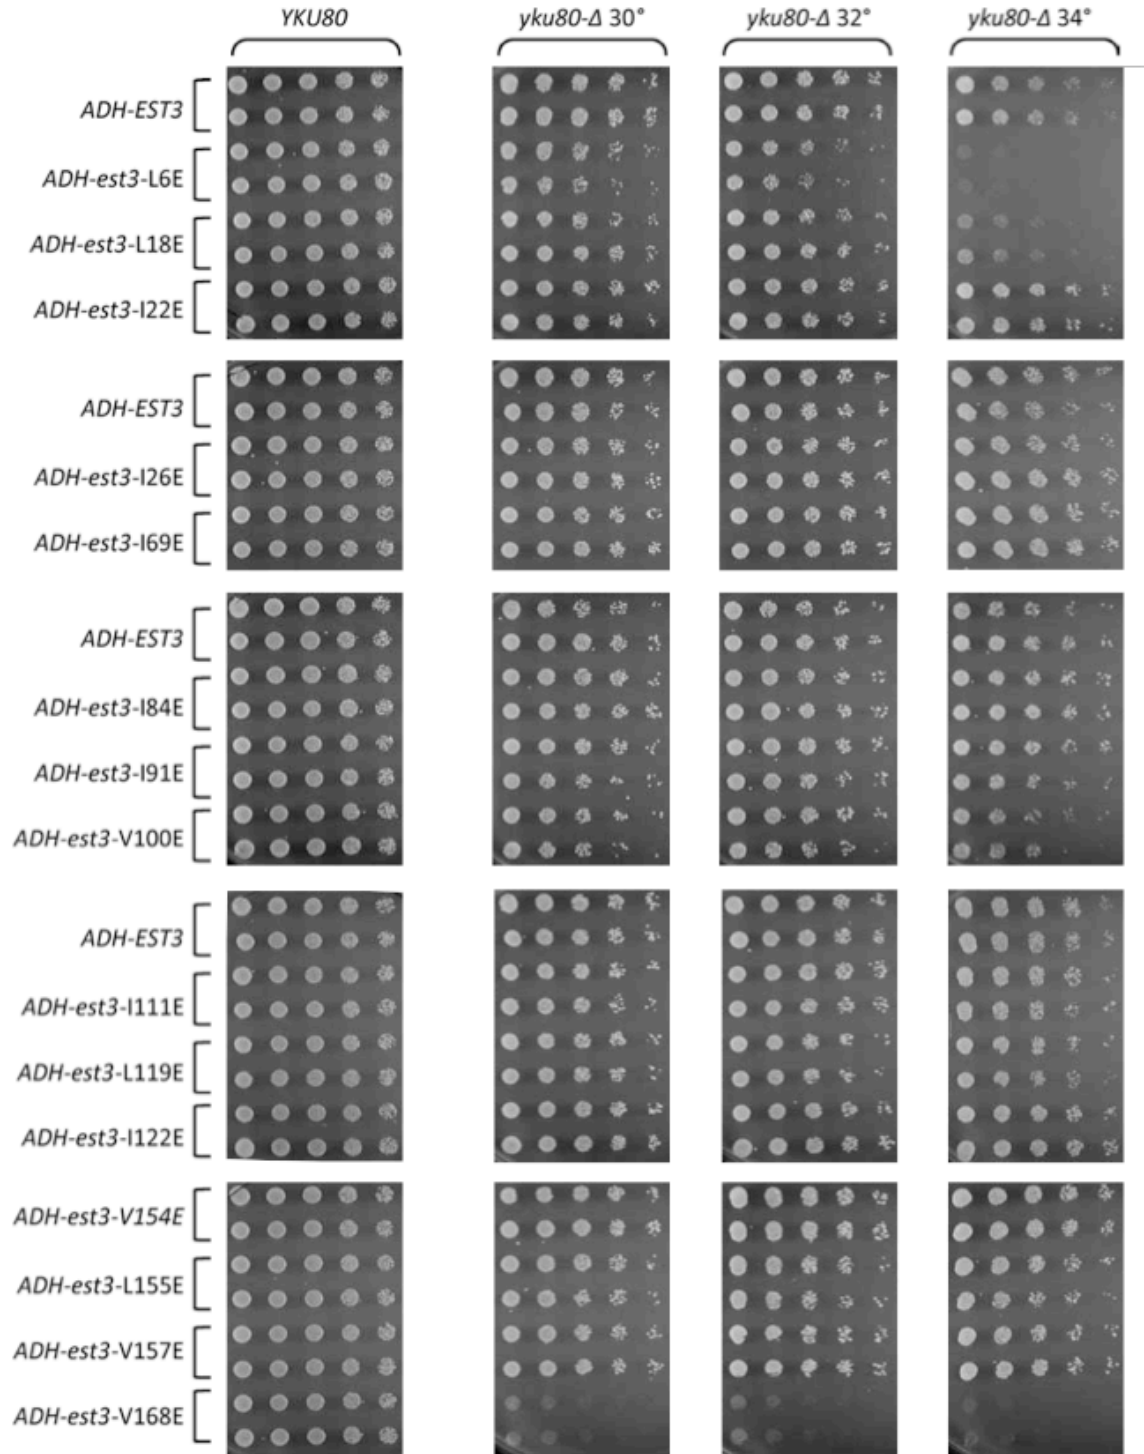 YKU80 yku80-Δ 30° yku80-Δ 32° yku80-Δ 34°
ADH-EST3
ADH-est3-L6E
ADH-est3-L18E
ADH-est3-I22E
ADH-EST3
ADH-est3-I26E
ADH-est3-I69E
ADH-EST3
ADH-est3-I84E
ADH-est3-I91E
ADH-est3-V100E
ADH-EST3
ADH-est3-I111E
ADH-est3-L119E
ADH-est3-I122E
ADH-est3-V154E
ADH-est3-L155E
ADH-est3-V157E
ADH-est3-V168E